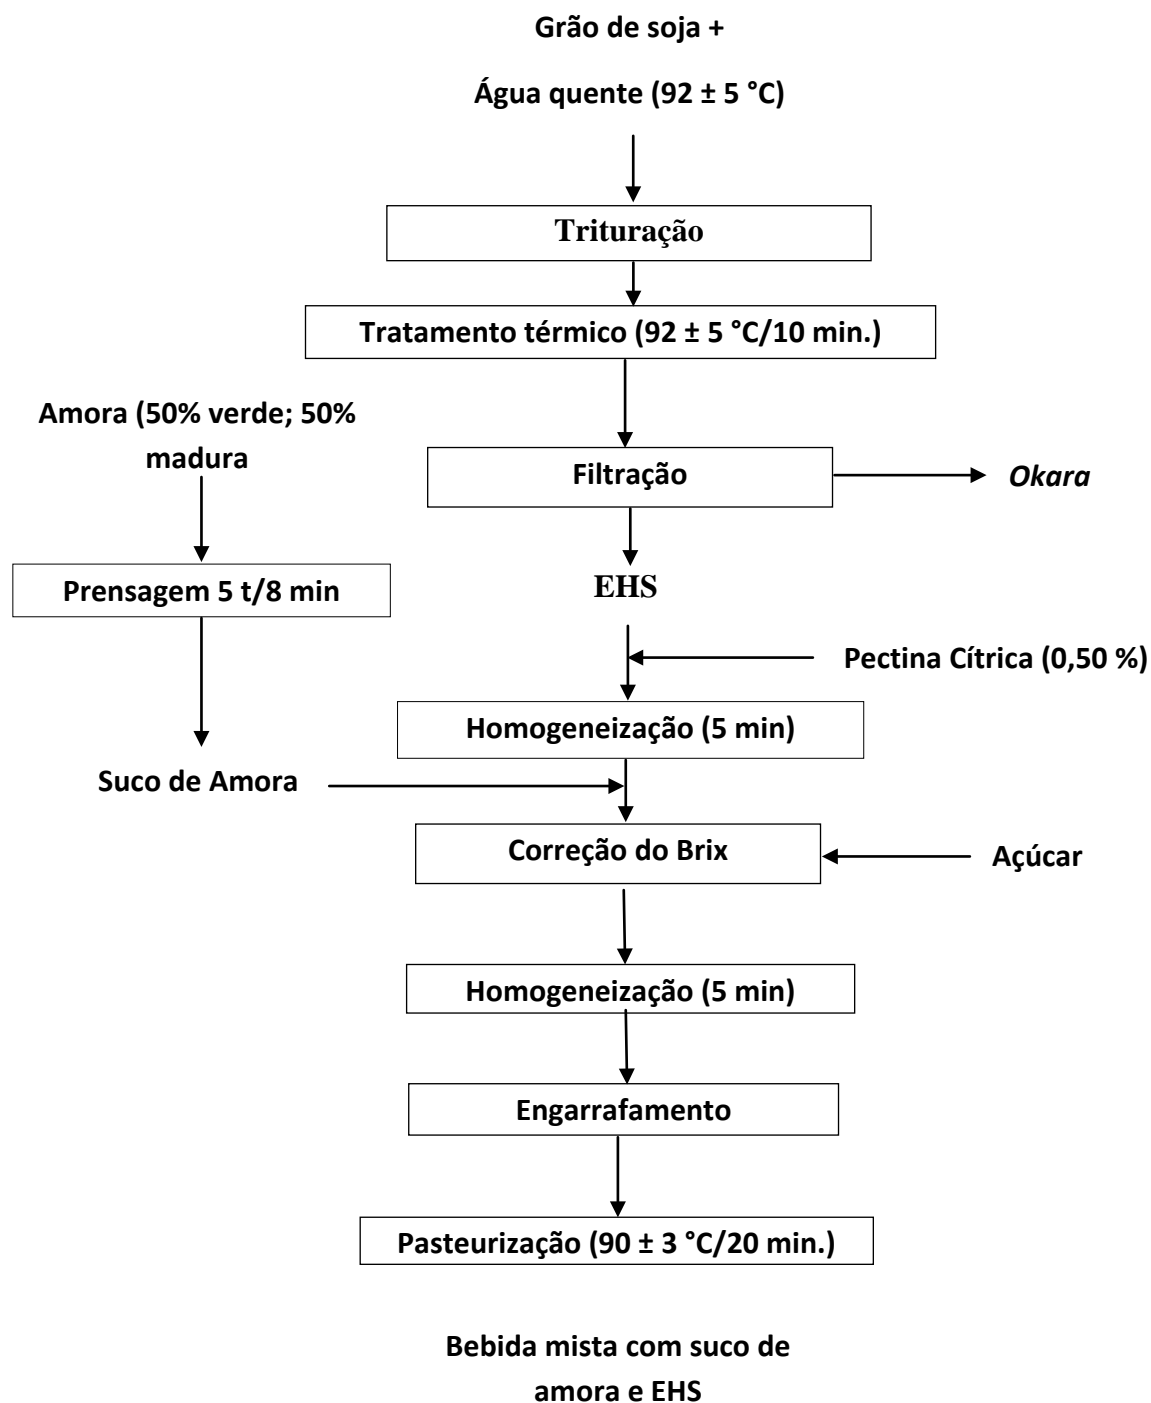 Grão de soja +
Água quente (92 ± 5 °C)
Trituração
Tratamento térmico (92 ± 5 °C/10 min.)
Amora (50% verde; 50%
madura
Filtração
Okara
Prensagem 5 t/8 min
EHS
Pectina Cítrica (0,50 %)
Homogeneização (5 min)
Suco de Amora
Correção do Brix
Açúcar
Homogeneização (5 min)
Engarrafamento
Pasteurização (90 ± 3 °C/20 min.)
Bebida mista com suco de
amora e EHS